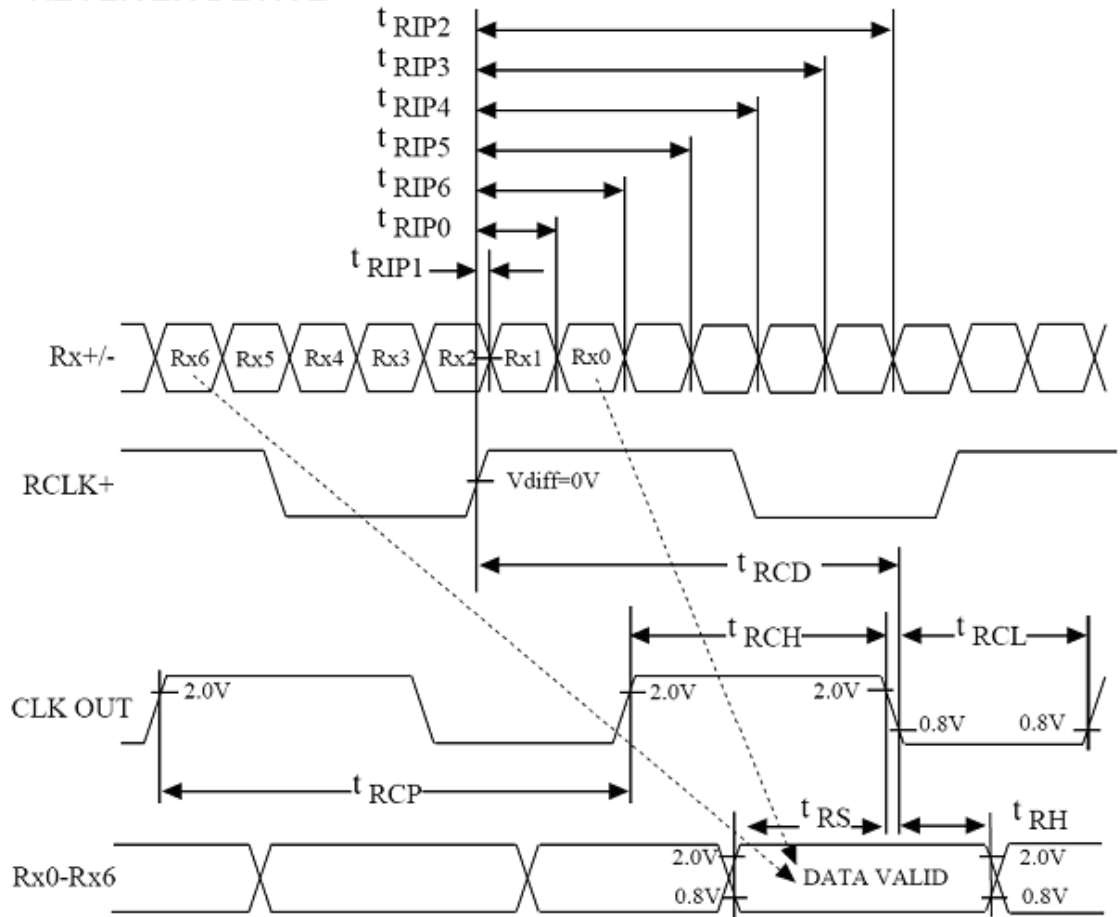 t RIP2
t RIP3
t RIP4
t RIP5
t RIP6
t RIP0
t RIP1
Rx+/- Rx6 Rx5 Rx4 Rx3 Rx2 Rx1 Rx0
RCLK+ Vdiff=0V
t RCD
t RCH t RCL
CLK OUT 2.0V 2.0V 2.0V 0.8V 0.8V
t RCP
t RS t RH
Rx0-Rx6 2.0V DATA VALID 2.0V
0.8V 0.8V